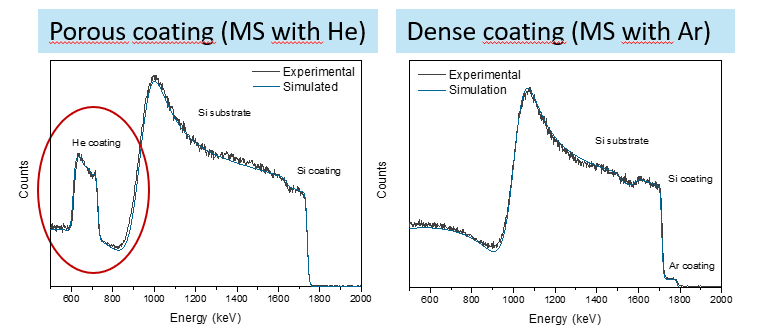 Porous coating (MS with He)
Dense coating (MS with Ar)
Experimental
Simulated
Si substrate
He coating
Si coating
Counts
600 800 1000 1200 1400 1600 1800 2000
Energy (keV)
Experimental
Simulation
Si substrate
Si coating
Ar coating
Counts
600 800 1000 1200 1400 1600 1800 2000
Energy (keV)